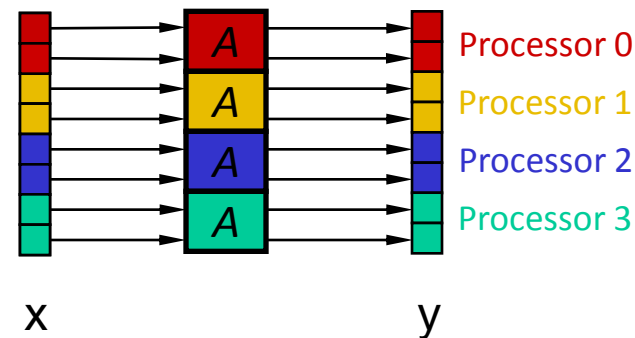 A Processor 0
A Processor 1
A Processor 2
A Processor 3
x y